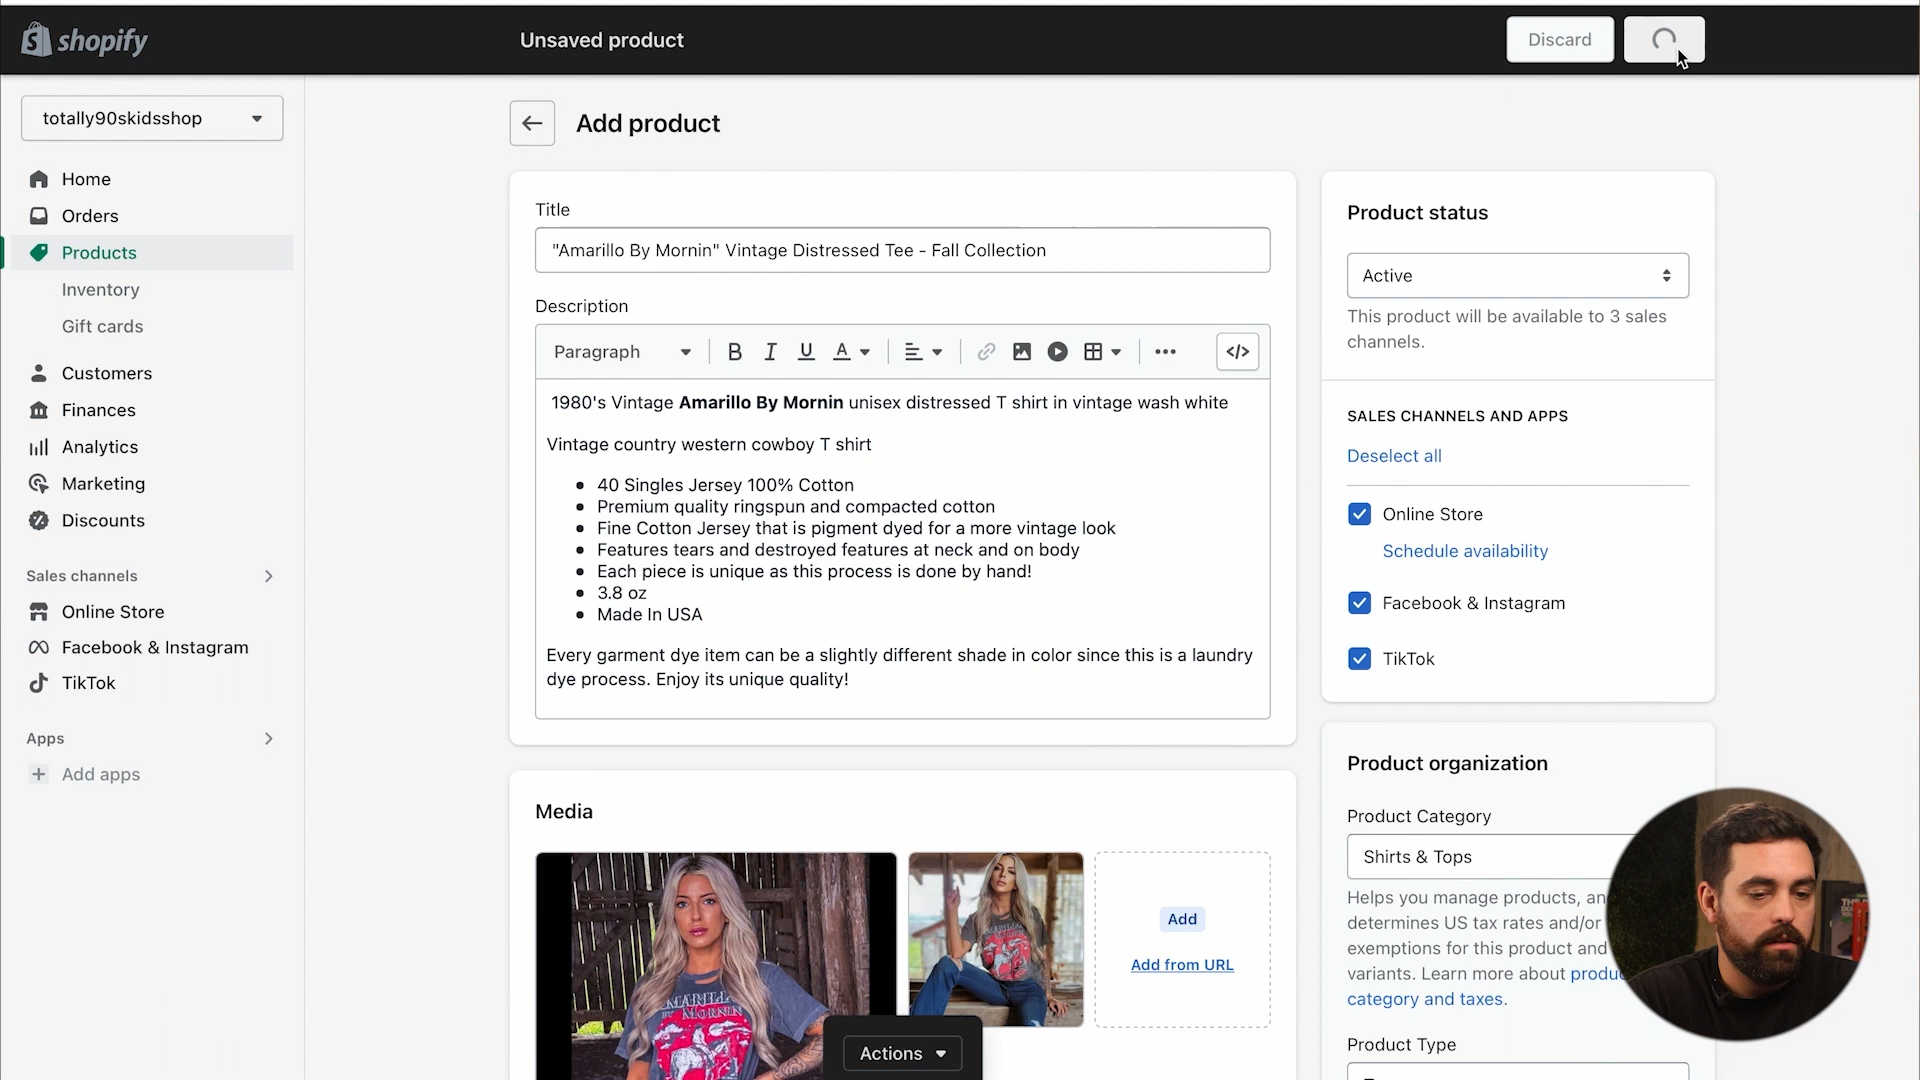 shopify
Unsaved product
Discard
totally90skidsshop
Home
Orders
Products
Inventory
Gift cards
Customers
Finances
Analytics
Marketing
Discounts
Sales channels
Online Store
Facebook & Instagram
TikTok
Apps
Add apps
Add product
Title
"Amarillo By Mornin" Vintage Distressed Tee - Fall Collection
Description
Paragraph
1980's Vintage Amarillo By Mornin unisex distressed T shirt in vintage wash white
Vintage country western cowboy T shirt
40 Singles Jersey 100% Cotton
Premium quality ringspun and compacted cotton
Fine Cotton Jersey that is pigment dyed for a more vintage look
Features tears and destroyed features at neck and on body
Each piece is unique as this process is done by hand!
3.8 oz
Made In USA
Every garment dye item can be a slightly different shade in color since this is a laundry
dye process. Enjoy its unique quality!
Media
Add
Add from URL
Actions
Product status
Active
This product will be available to 3 sales
channels.
SALES CHANNELS AND APPS
Deselect all
Online Store
Schedule availability
Facebook & Instagram
TikTok
Product organization
Product Category
Shirts & Tops
Helps you manage products, an
determines US tax rates and/or
exemptions for this product and
variants. Learn more about produ
category and taxes.
Product Type